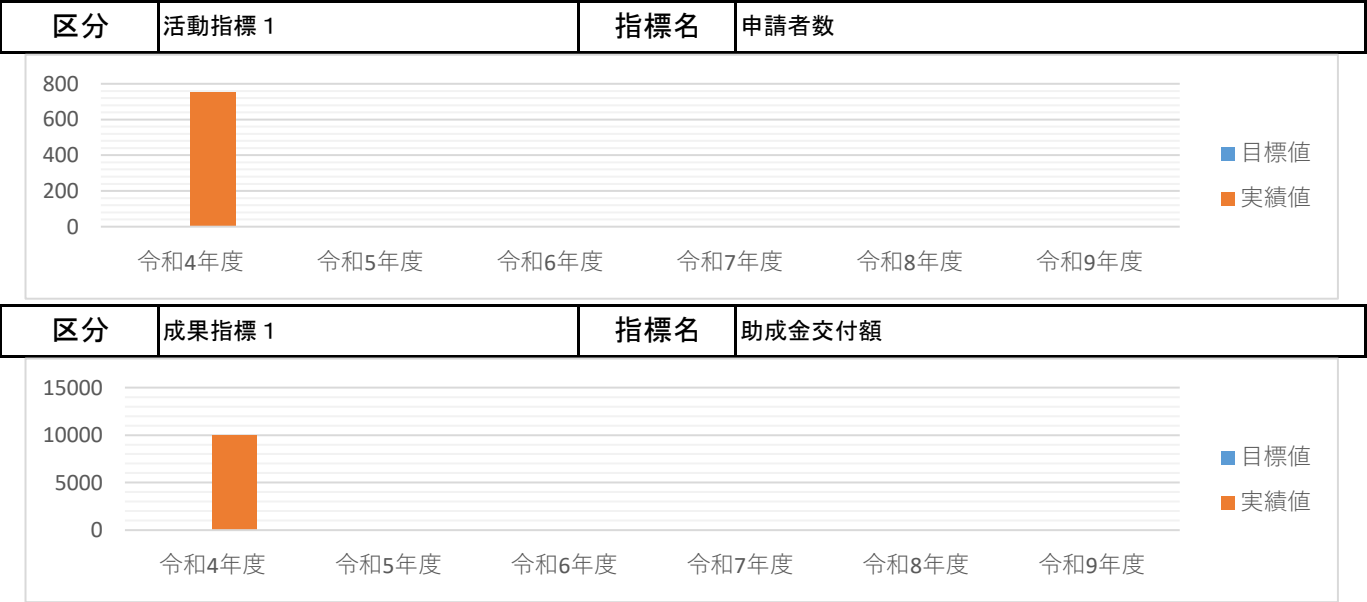 区分 活動指標１ 指標名 申請者数
800
600
400
200
0
令和4年度 令和5年度 令和6年度 令和7年度 令和8年度 令和9年度
目標値
実績値
区分 成果指標１ 指標名 助成金交付額
15000
10000
5000
0
令和4年度 令和5年度 令和6年度 令和7年度 令和8年度 令和9年度
目標値
実績値